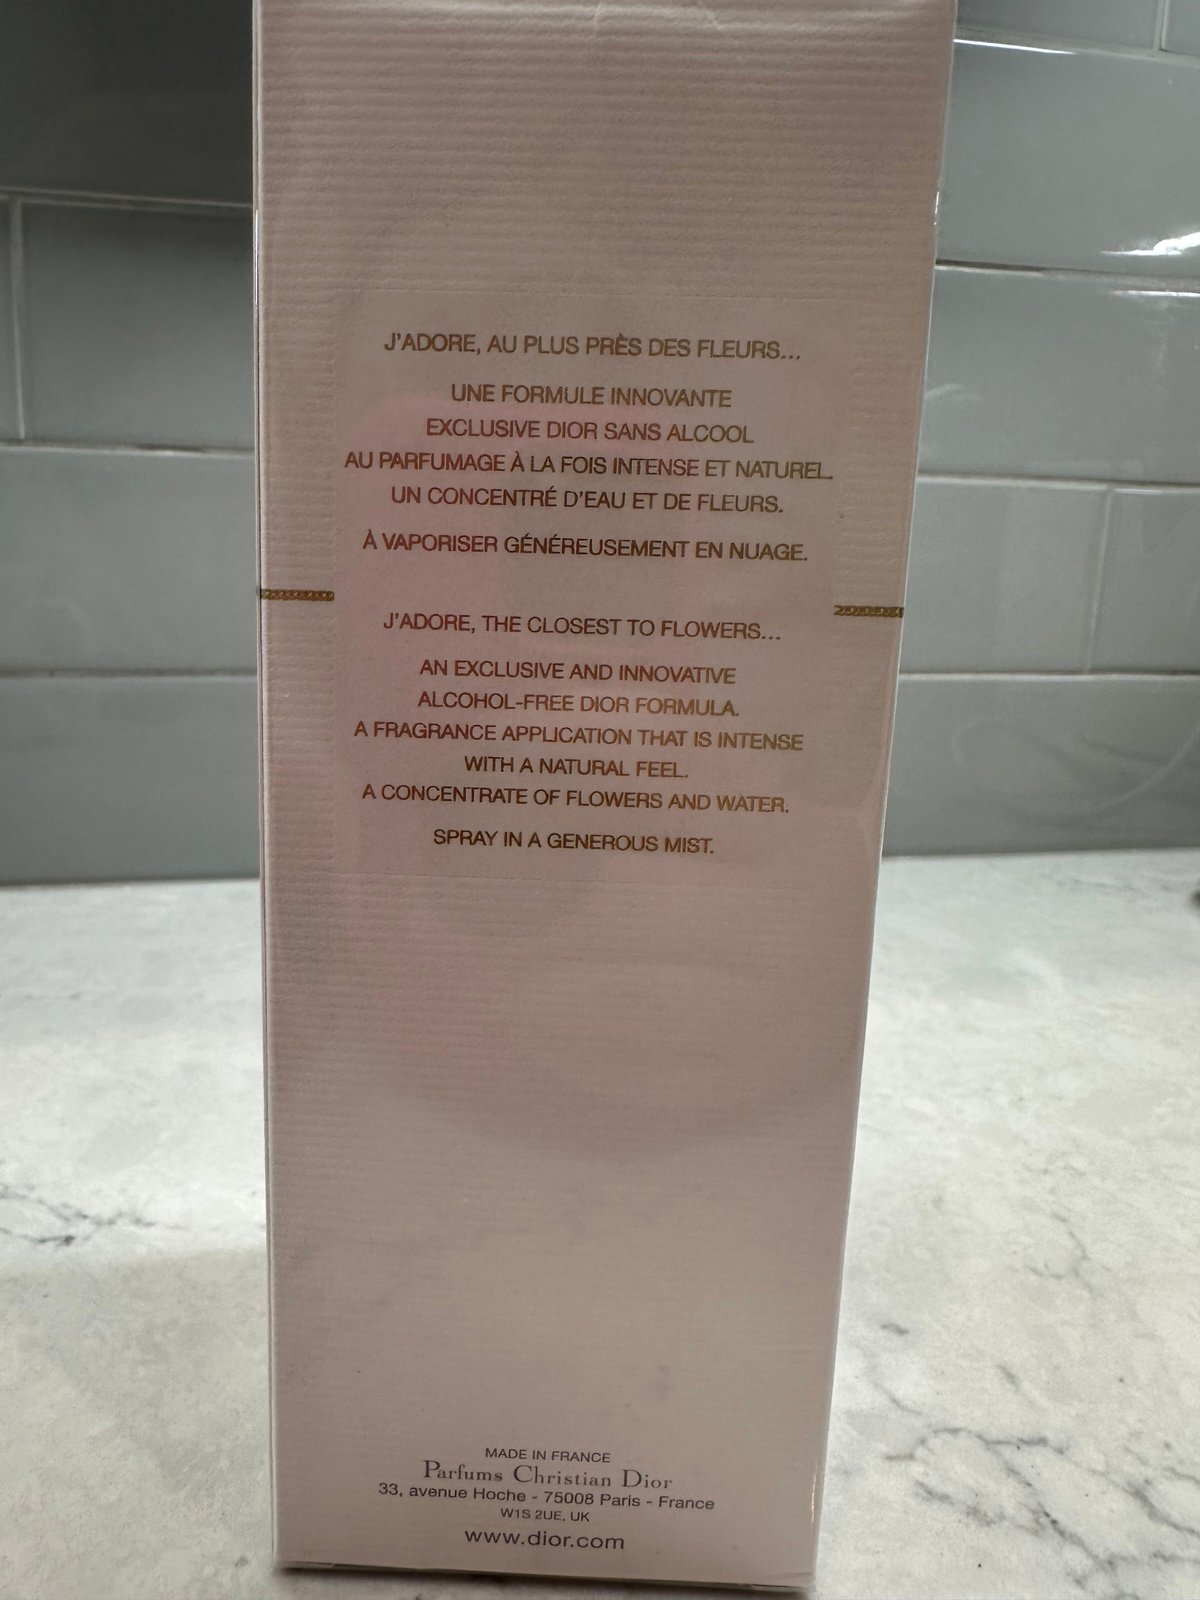 J'ADORE, AU PLUS PRÈS DES FLEURS...
UNE FORMULE INNOVANTE
EXCLUSIVE DIOR SANS ALCOOL
AU PARFUMAGE À LA FOIS INTENSE ET NATUREL.
UN CONCENTRÉ D'EAU ET DE FLEURS.
À VAPORISER GÉNÉREUSEMENT EN NUAGE.
J'ADORE, THE CLOSEST TO FLOWERS...
AN EXCLUSIVE AND INNOVATIVE
ALCOHOL-FREE DIOR FORMULA.
A FRAGRANCE APPLICATION THAT IS INTENSE
WITH A NATURAL FEEL.
A CONCENTRATE OF FLOWERS AND WATER.
SPRAY IN A GENEROUS MIST.
MADE IN FRANCE
Parfums Christian Dior
33, avenue Hoche - 75008 Paris - France
W1S 2UE, UK
www.dior.com